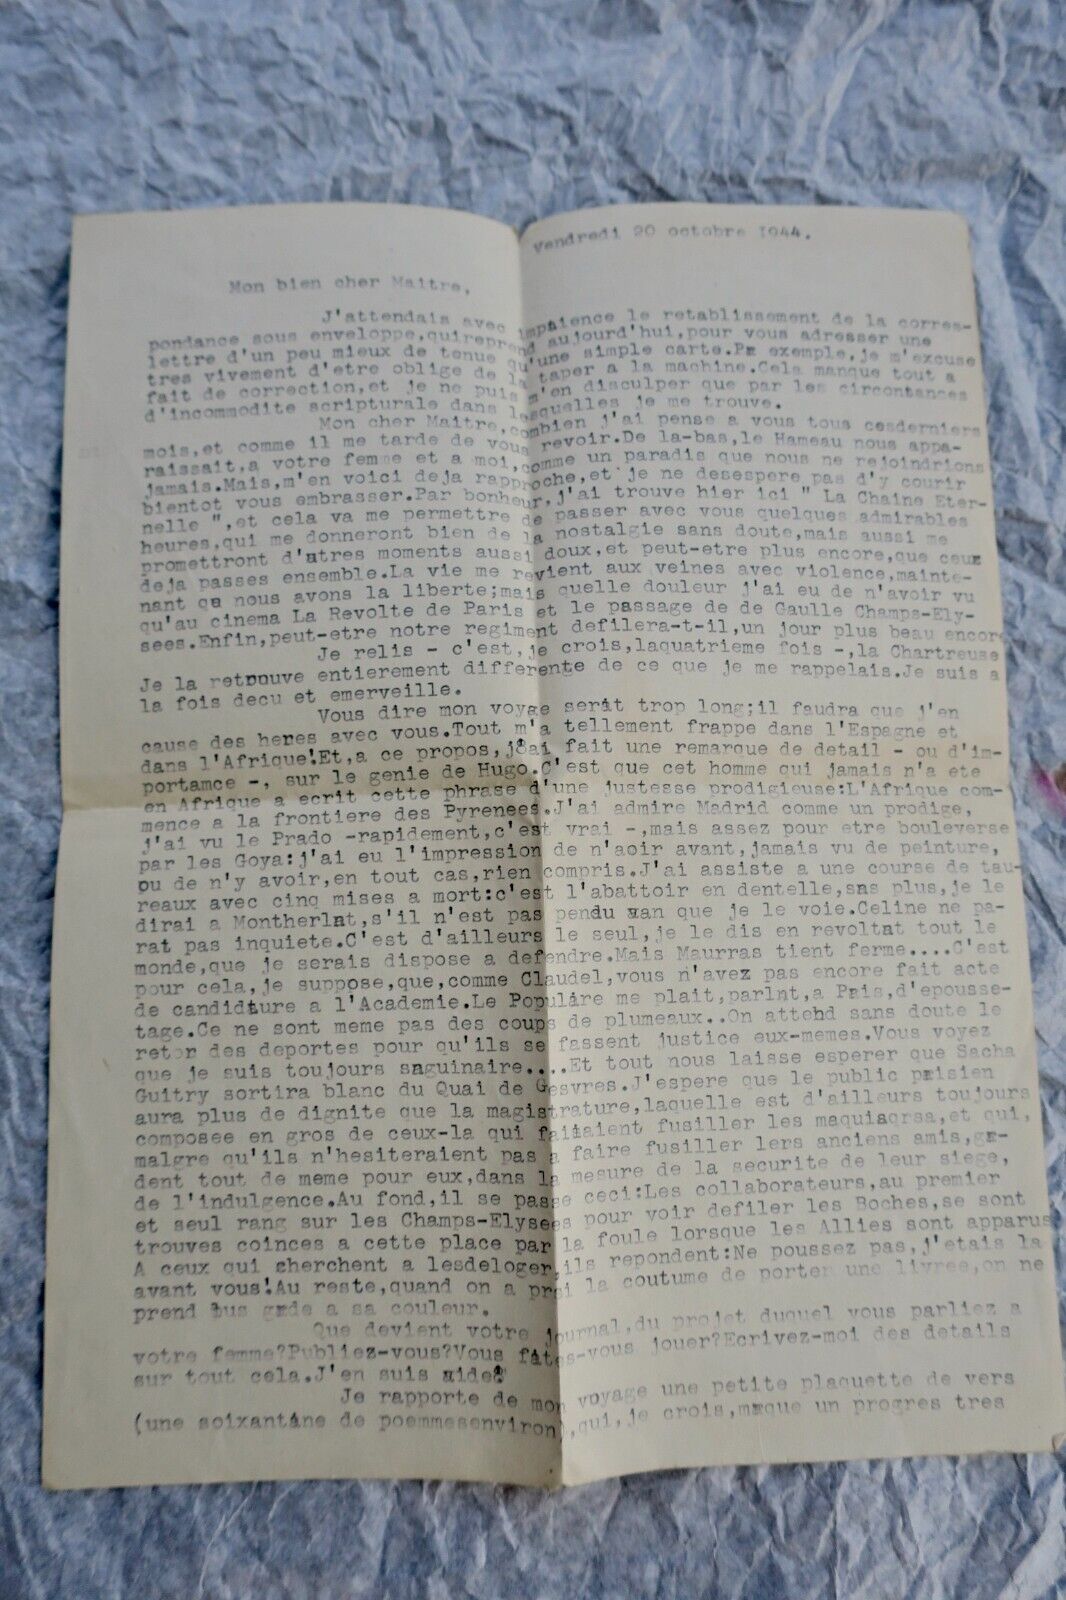 Vendredi 20 octobre 1944.
Mon bien cher Maitre,
J'attendais avec impaience le retablissement de la corres-
pondance sous enveloppe,quireprend aujourd'hui,pour vous adresser une
lettre d'un peu mieux de tenue qu'une simple carte.Pa exemple,je m'excuse
tres vivement d'etre oblige de la taper a la machine.Cela manque tout a
fait de correction,et je ne puis m'en disculper que par les circontances
d'incommodite scripturale dans lesquelles je me trouve.
Mon cher Maitre,combien j'ai pense a vous tous cesderniers
mois,et comme il me tarde de vous revoir.De la-bas,le Hameau nous appa-
raissait,a votre femme et a moi,comme un paradis que nous ne rejoindrions
jamais.Mais,m'en voici deja rapproche,et je ne desespere pas d'y courir
bientot vous embrasser.Par bonheur,j'ai trouve hier ici " La Chaine Eter-
nelle ",et cela va me permettre de passer avec vous quelques admirables
heures,qui me donneront bien de la nostalgie sans doute,mais aussi me
promettront d'utres moments aussi doux,et peut-etre plus encore,que ceux
deja passes ensemble.La vie me revient aux veines avec violence,mainte-
nant qe nous avons la liberte;mais quelle douleur j'ai eu de n'avoir vu
qu'au cinema La Revolte de Paris et le passage de de Gaulle Champs-Ely-
sees.Enfin,peut-etre notre regiment defilera-t-il,un jour plus beau encore
Je relis - c'est,je crois,laquatrieme fois -,la Chartreuse
Je la retrouve entierement differente de ce que je me rappelais.Je suis a
la fois decu et emerveille.
Vous dire mon voyage serait trop long;il faudra que j'en
cause des heres avec vous.Tout m'a tellement frappe dans l'Espagne et
dans l'Afrique!Et,a ce propos,j'ai fait une remarque de detail - ou d'im-
portamce -, sur le genie de Hugo.C'est que cet homme qui jamais n'a ete
en Afrique a ecrit cette phrase d'une justesse prodigieuse:L'Afrique com-
mence a la frontiere des Pyrenees.J'ai admire Madrid comme un prodige,
j'ai vu le Prado -rapidement,c'est vrai -,mais assez pour etre bouleverse
par les Goya:j'ai eu l'impression de n'aoir avant,jamais vu de peinture,
ou de n'y avoir,en tout cas,rien compris.J'ai assiste a une course de tau-
reaux avec cinq mises a mort:c'est l'abattoir en dentelle,sns plus,je le
dirai a Montherlat,s'il n'est pas pendu aan que je le voie.Celine ne pa-
rat pas inquiete.C'est d'ailleurs le seul,je le dis en revoltat tout le
monde,que je serais dispose a defendre.Mais Maurras tient ferme....C'est
pour cela,je suppose,que,comme Claudel,vous n'avez pas encore fait acte
de candidture a l'Academie.Le Populaire me plait,parlnt,a Pais,d'epousse-
tage.Ce ne sont meme pas des coups de plumeaux..On attehd sans doute le
retor des deportes pour qu'ils se fassent justice eux-memes.Vous voyez
que je suis toujours saguinaire....Et tout nous laisse esperer que Sacha
Guitry sortira blanc du Quai de Gesvres.J'espere que le public paisien
aura plus de dignite que la magistrature,laquelle est d'ailleurs toujours
composee en gros de ceux-la qui faitaient fusiller les maquiaqrsa,et qui,
malgre qu'ils n'hesiteraient pas a faire fusiller lers anciens amis,ga-
dent tout de meme pour eux,dans la mesure de la securite de leur siege,
de l'indulgence.Au fond,il se passe ceci:Les collaborateurs,au premier
et seul rang sur les Champs-Elysees pour voir defiler les Boches,se sont
trouves coinces a cette place par la foule lorsque les Allies sont apparus
A ceux qui cherchent a lesdeloger,ils repondent:Ne poussez pas,j'etais la
avant vous!Au reste,quand on a pri la coutume de porter une livree,on ne
prend lus gade a sa couleur.
Que devient votre journal,du projet duquel vous parliez a
votre femme?Publiez-vous?Vous faites-vous jouer?Ecrivez-moi des details
sur tout cela.J'en suis aide!
Je rapporte de mon voyage une petite plaquette de vers
(une soixantane de poemmesenviron),qui,je crois,maque un progres tres